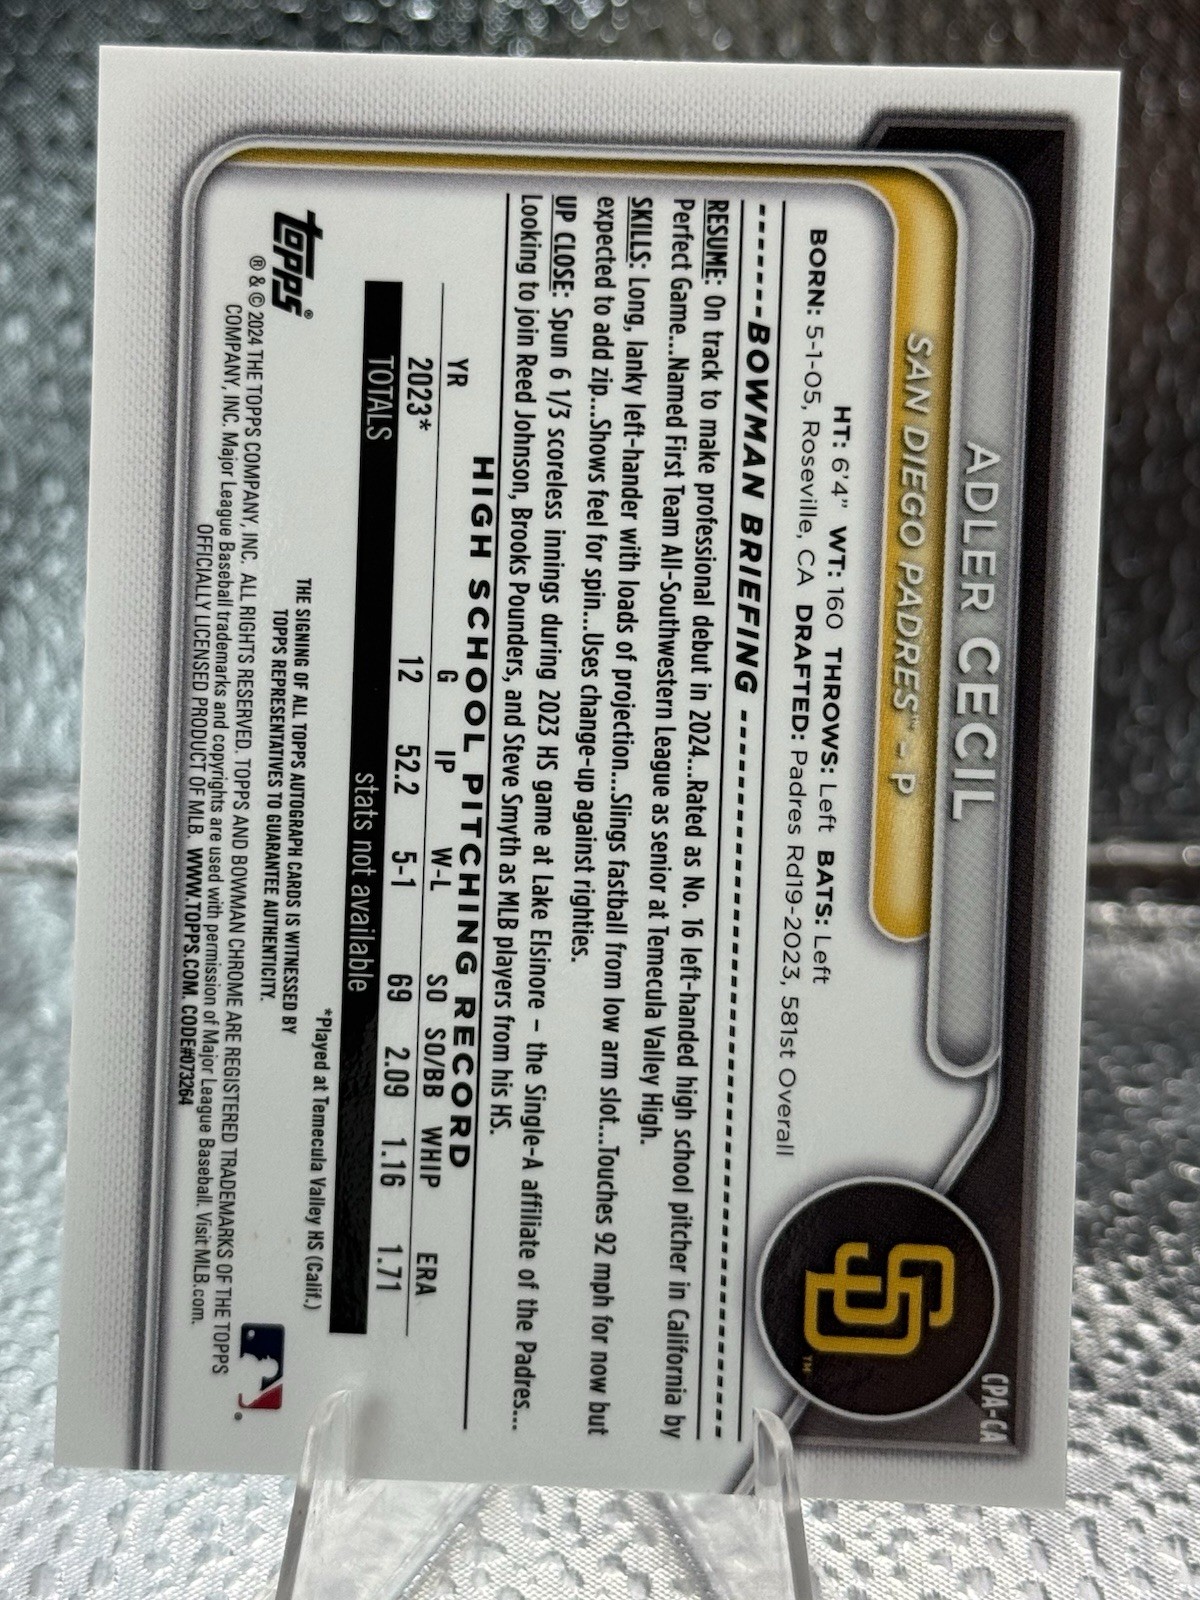 CPA-CA
ADLER CECIL
SAN DIEGO PADRES™ - P
SD™
HT: 6'4" WT: 160 THROWS: Left BATS: Left
BORN: 5-1-05, Roseville, CA DRAFTED: Padres Rd19-2023, 581st Overall
------BOWMAN BRIEFING ------------------------------
RESUME: On track to make professional debut in 2024...Rated as No. 16 left-handed high school pitcher in California by
Perfect Game...Named First Team All-Southwestern League as senior at Temecula Valley High.
SKILLS: Long, lanky left-hander with loads of projection...Slings fastball from low arm slot...Touches 92 mph for now but
expected to add zip...Shows feel for spin...Uses change-up against righties.
UP CLOSE: Spun 6 1/3 scoreless innings during 2023 HS game at Lake Elsinore – the Single-A affiliate of the Padres...
Looking to join Reed Johnson, Brooks Pounders, and Steve Smyth as MLB players from his HS.
HIGH SCHOOL PITCHING RECORD
YR G IP W-L SO SO/BB WHIP ERA
2023* 12 52.2 5-1 69 2.09 1.16 1.71
TOTALS stats not available
*Played at Temecula Valley HS (Calif.)
topps®
THE SIGNING OF ALL TOPPS AUTOGRAPH CARDS IS WITNESSED BY
TOPPS REPRESENTATIVES TO GUARANTEE AUTHENTICITY.
® & © 2024 THE TOPPS COMPANY, INC. ALL RIGHTS RESERVED. TOPPS AND BOWMAN CHROME ARE REGISTERED TRADEMARKS OF THE TOPPS
COMPANY, INC. Major League Baseball trademarks and copyrights are used with permission of Major League Baseball. Visit MLB.com.
OFFICIALLY LICENSED PRODUCT OF MLB. WWW.TOPPS.COM. CODE#073264